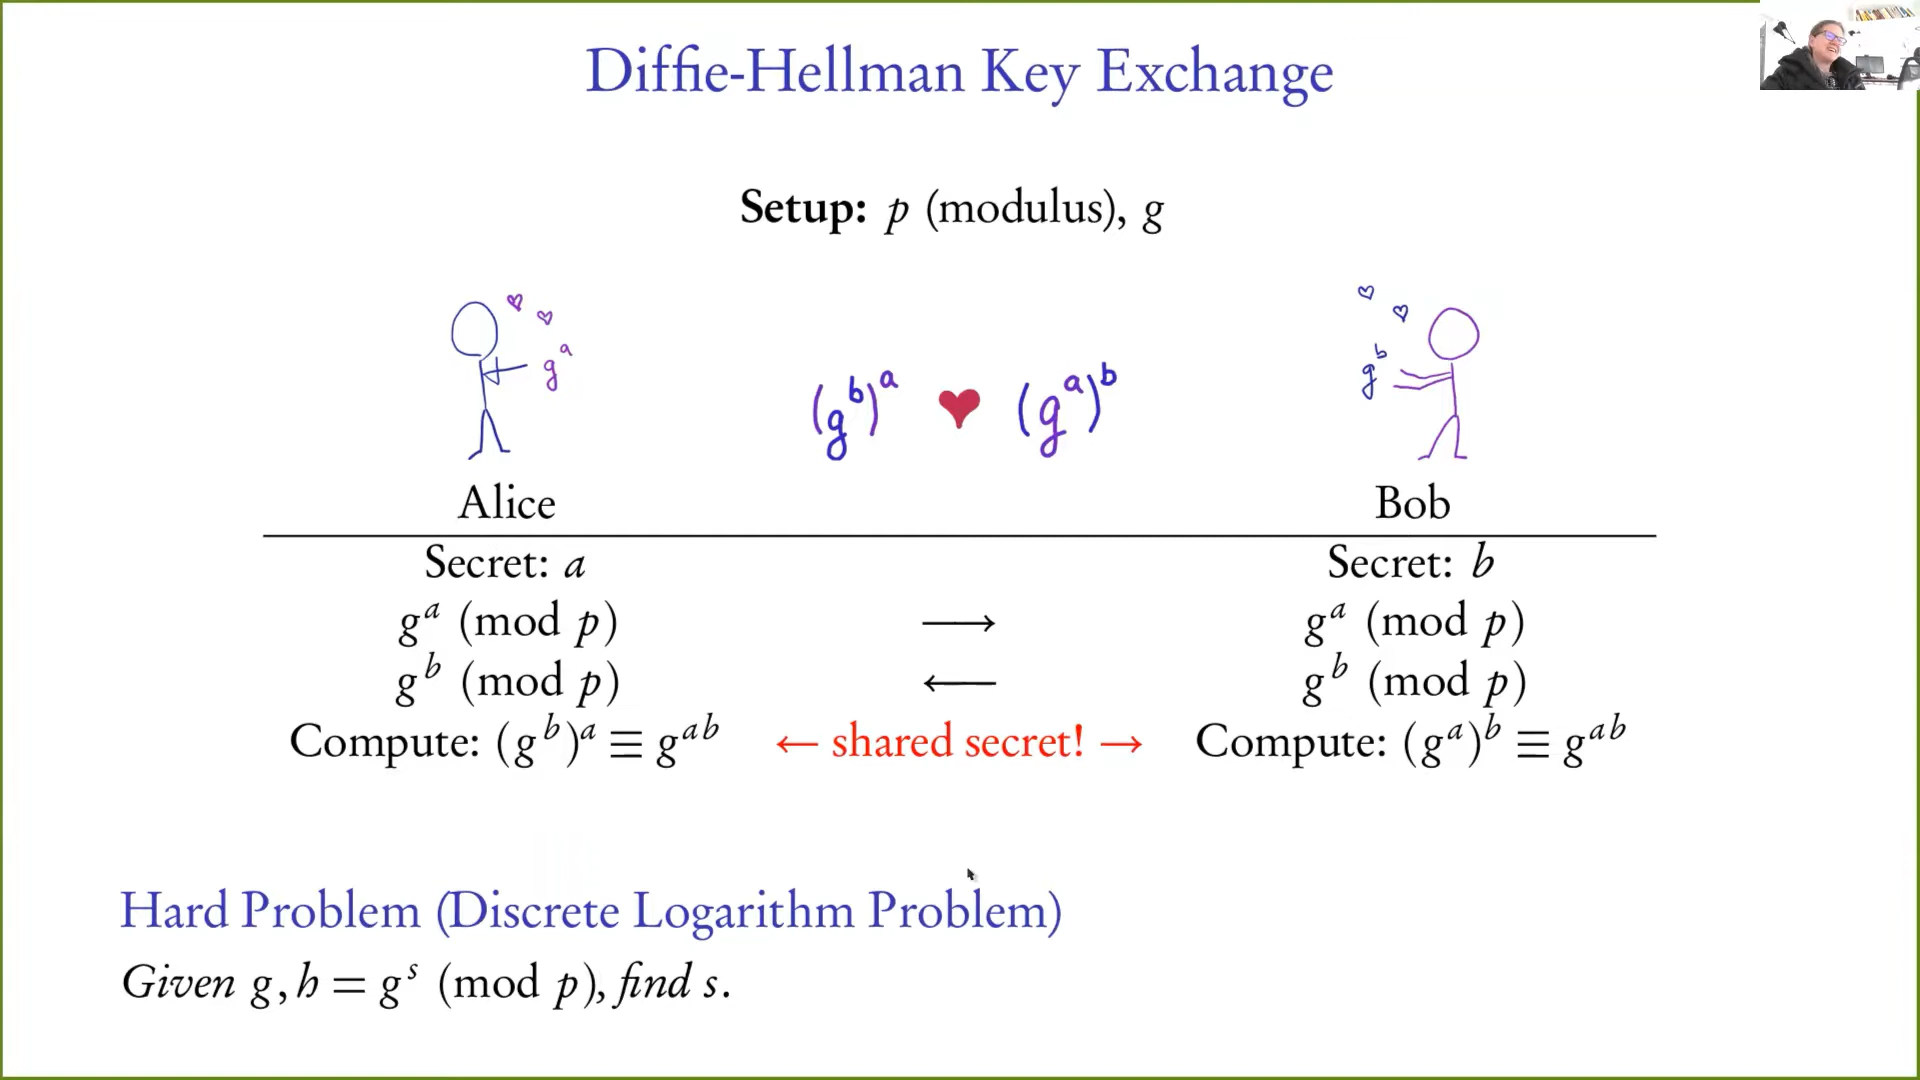 Diffie-Hellman Key Exchange
Setup: p (modulus), g
g^a
g^b
(g^b)^a ♥ (g^a)^b
Alice Bob
Secret: a Secret: b
g^a (mod p) ⟶ g^a (mod p)
g^b (mod p) ⟵ g^b (mod p)
Compute: (g^b)^a ≡ g^{ab} ← shared secret! → Compute: (g^a)^b ≡ g^{ab}
Hard Problem (Discrete Logarithm Problem)
Given g, h = g^s (mod p), find s.